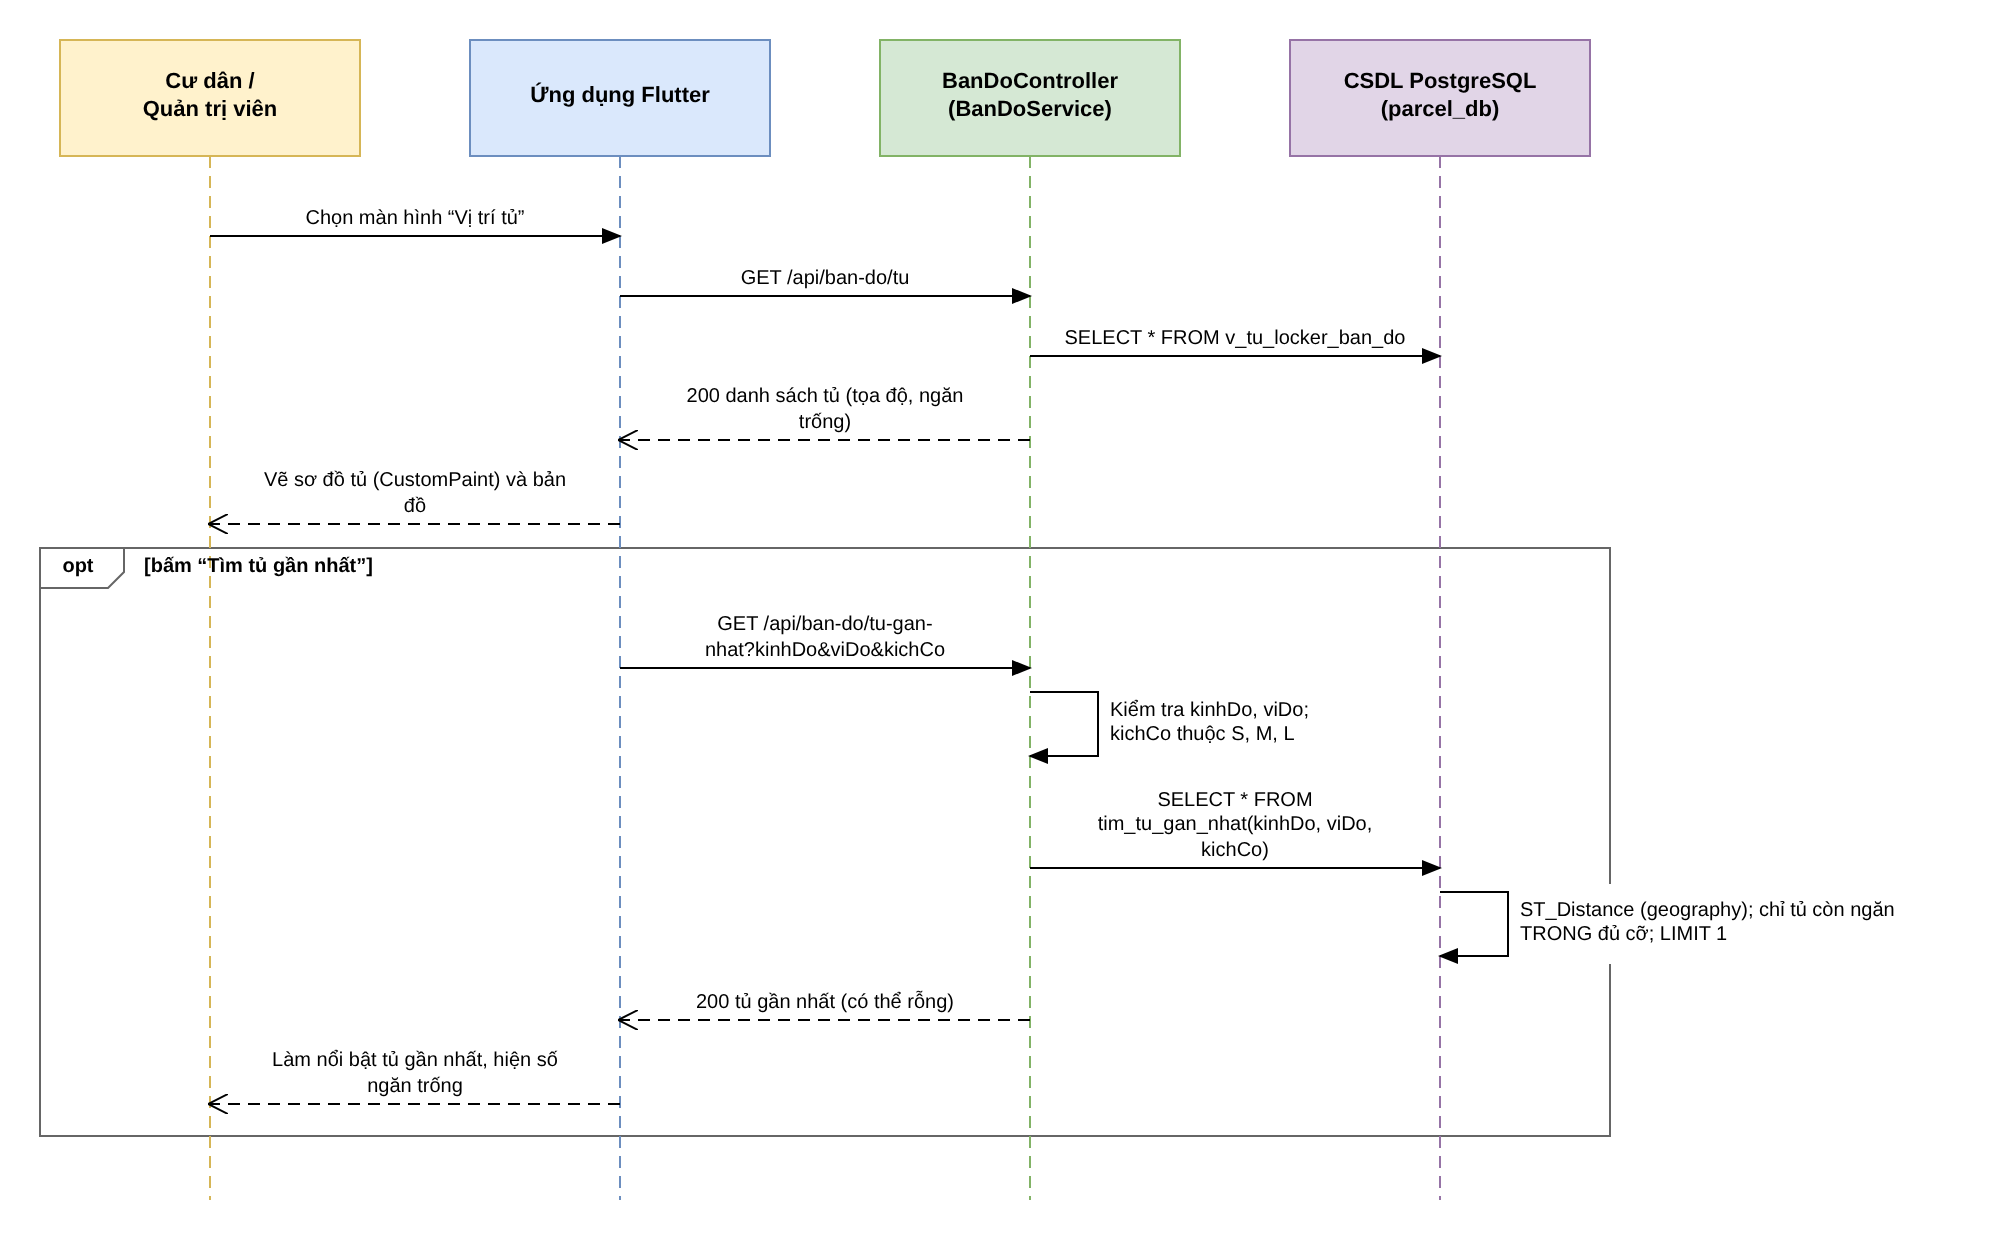 Cư dân /
Quản trị viên
Ứng dụng Flutter
BanDoController
(BanDoService)
CSDL PostgreSQL
(parcel_db)
Chọn màn hình “Vị trí tủ”
GET /api/ban-do/tu
SELECT * FROM v_tu_locker_ban_do
200 danh sách tủ (tọa độ, ngăn
trống)
Vẽ sơ đồ tủ (CustomPaint) và bản
đồ
opt
[bấm “Tìm tủ gần nhất”]
GET /api/ban-do/tu-gan-
nhat?kinhDo&viDo&kichCo
Kiểm tra kinhDo, viDo;
kichCo thuộc S, M, L
SELECT * FROM
tim_tu_gan_nhat(kinhDo, viDo,
kichCo)
ST_Distance (geography); chỉ tủ còn ngăn
TRONG đủ cỡ; LIMIT 1
200 tủ gần nhất (có thể rỗng)
Làm nổi bật tủ gần nhất, hiện số
ngăn trống